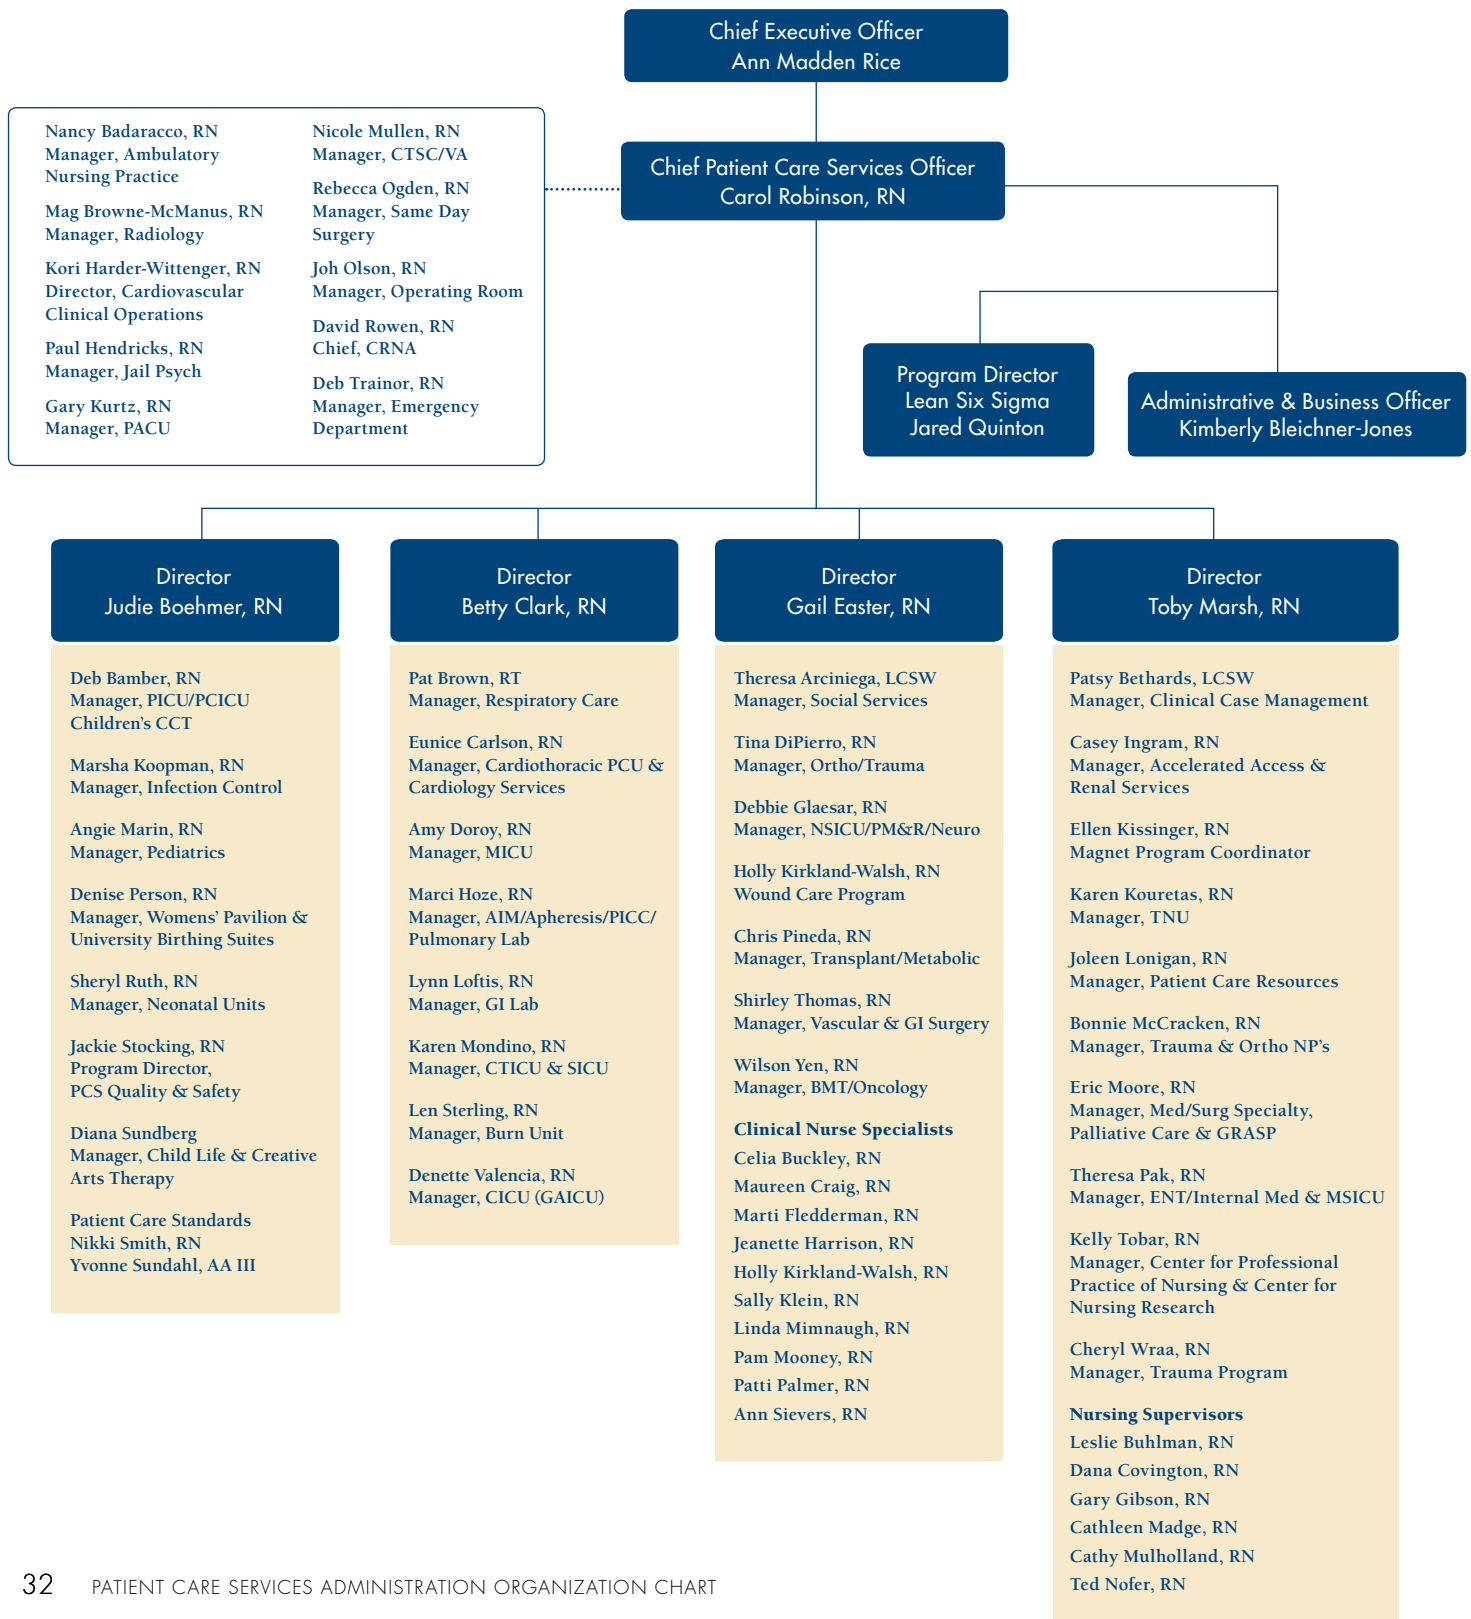 Chief Executive Officer
Ann Madden Rice
Chief Patient Care Services Officer
Carol Robinson, RN
Nancy Badaracco, RN
Manager, Ambulatory
Nursing Practice
Mag Browne-McManus, RN
Manager, Radiology
Kori Harder-Wittenger, RN
Director, Cardiovascular
Clinical Operations
Paul Hendricks, RN
Manager, Jail Psych
Gary Kurtz, RN
Manager, PACU
Nicole Mullen, RN
Manager, CTSC/VA
Rebecca Ogden, RN
Manager, Same Day
Surgery
Joh Olson, RN
Manager, Operating Room
David Rowen, RN
Chief, CRNA
Deb Trainor, RN
Manager, Emergency
Department
Program Director
Lean Six Sigma
Jared Quinton
Administrative & Business Officer
Kimberly Bleichner-Jones
Director
Judie Boehmer, RN
Deb Bamber, RN
Manager, PICU/PCICU
Children's CCT
Marsha Koopman, RN
Manager, Infection Control
Angie Marin, RN
Manager, Pediatrics
Denise Person, RN
Manager, Womens' Pavilion &
University Birthing Suites
Sheryl Ruth, RN
Manager, Neonatal Units
Jackie Stocking, RN
Program Director,
PCS Quality & Safety
Diana Sundberg
Manager, Child Life & Creative
Arts Therapy
Patient Care Standards
Nikki Smith, RN
Yvonne Sundahl, AA III
Director
Betty Clark, RN
Pat Brown, RT
Manager, Respiratory Care
Eunice Carlson, RN
Manager, Cardiothoracic PCU &
Cardiology Services
Amy Doroy, RN
Manager, MICU
Marci Hoze, RN
Manager, AIM/Apheresis/PICC/
Pulmonary Lab
Lynn Loftis, RN
Manager, GI Lab
Karen Mondino, RN
Manager, CTICU & SICU
Len Sterling, RN
Manager, Burn Unit
Denette Valencia, RN
Manager, CICU (GAICU)
Director
Gail Easter, RN
Theresa Arciniega, LCSW
Manager, Social Services
Tina DiPierro, RN
Manager, Ortho/Trauma
Debbie Glaesar, RN
Manager, NSICU/PM&R/Neuro
Holly Kirkland-Walsh, RN
Wound Care Program
Chris Pineda, RN
Manager, Transplant/Metabolic
Shirley Thomas, RN
Manager, Vascular & GI Surgery
Wilson Yen, RN
Manager, BMT/Oncology
Clinical Nurse Specialists
Celia Buckley, RN
Maureen Craig, RN
Marti Fledderman, RN
Jeanette Harrison, RN
Holly Kirkland-Walsh, RN
Sally Klein, RN
Linda Mimnaugh, RN
Pam Mooney, RN
Patti Palmer, RN
Ann Sievers, RN
Director
Toby Marsh, RN
Patsy Bethards, LCSW
Manager, Clinical Case Management
Casey Ingram, RN
Manager, Accelerated Access &
Renal Services
Ellen Kissinger, RN
Magnet Program Coordinator
Karen Kouretas, RN
Manager, TNU
Joleen Lonigan, RN
Manager, Patient Care Resources
Bonnie McCracken, RN
Manager, Trauma & Ortho NP's
Eric Moore, RN
Manager, Med/Surg Specialty,
Palliative Care & GRASP
Theresa Pak, RN
Manager, ENT/Internal Med & MSICU
Kelly Tobar, RN
Manager, Center for Professional
Practice of Nursing & Center for
Nursing Research
Cheryl Wraa, RN
Manager, Trauma Program
Nursing Supervisors
Leslie Buhlman, RN
Dana Covington, RN
Gary Gibson, RN
Cathleen Madge, RN
Cathy Mulholland, RN
Ted Nofer, RN
32 PATIENT CARE SERVICES ADMINISTRATION ORGANIZATION CHART